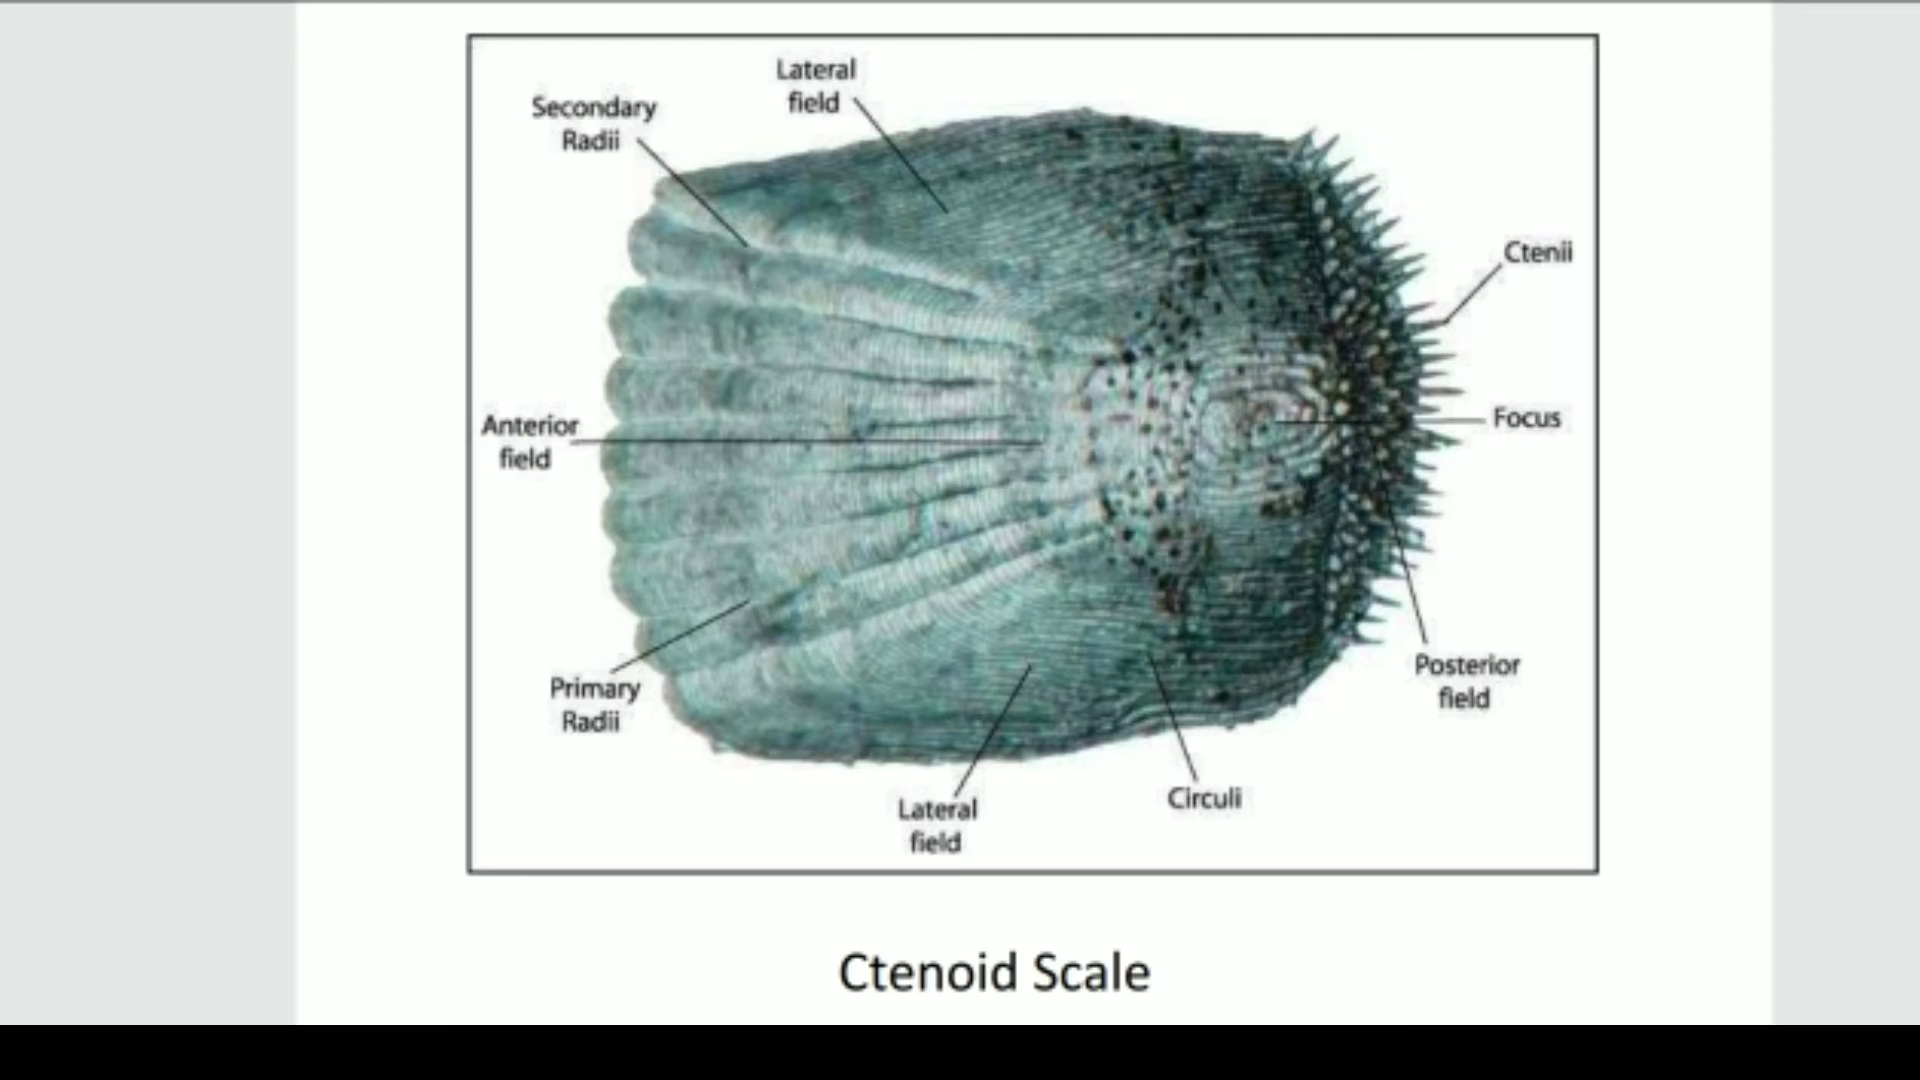 Lateral
field
Secondary
Radii
Ctenii
Anterior
field
Focus
Primary
Radii
Posterior
field
Lateral
field
Circuli
Ctenoid Scale